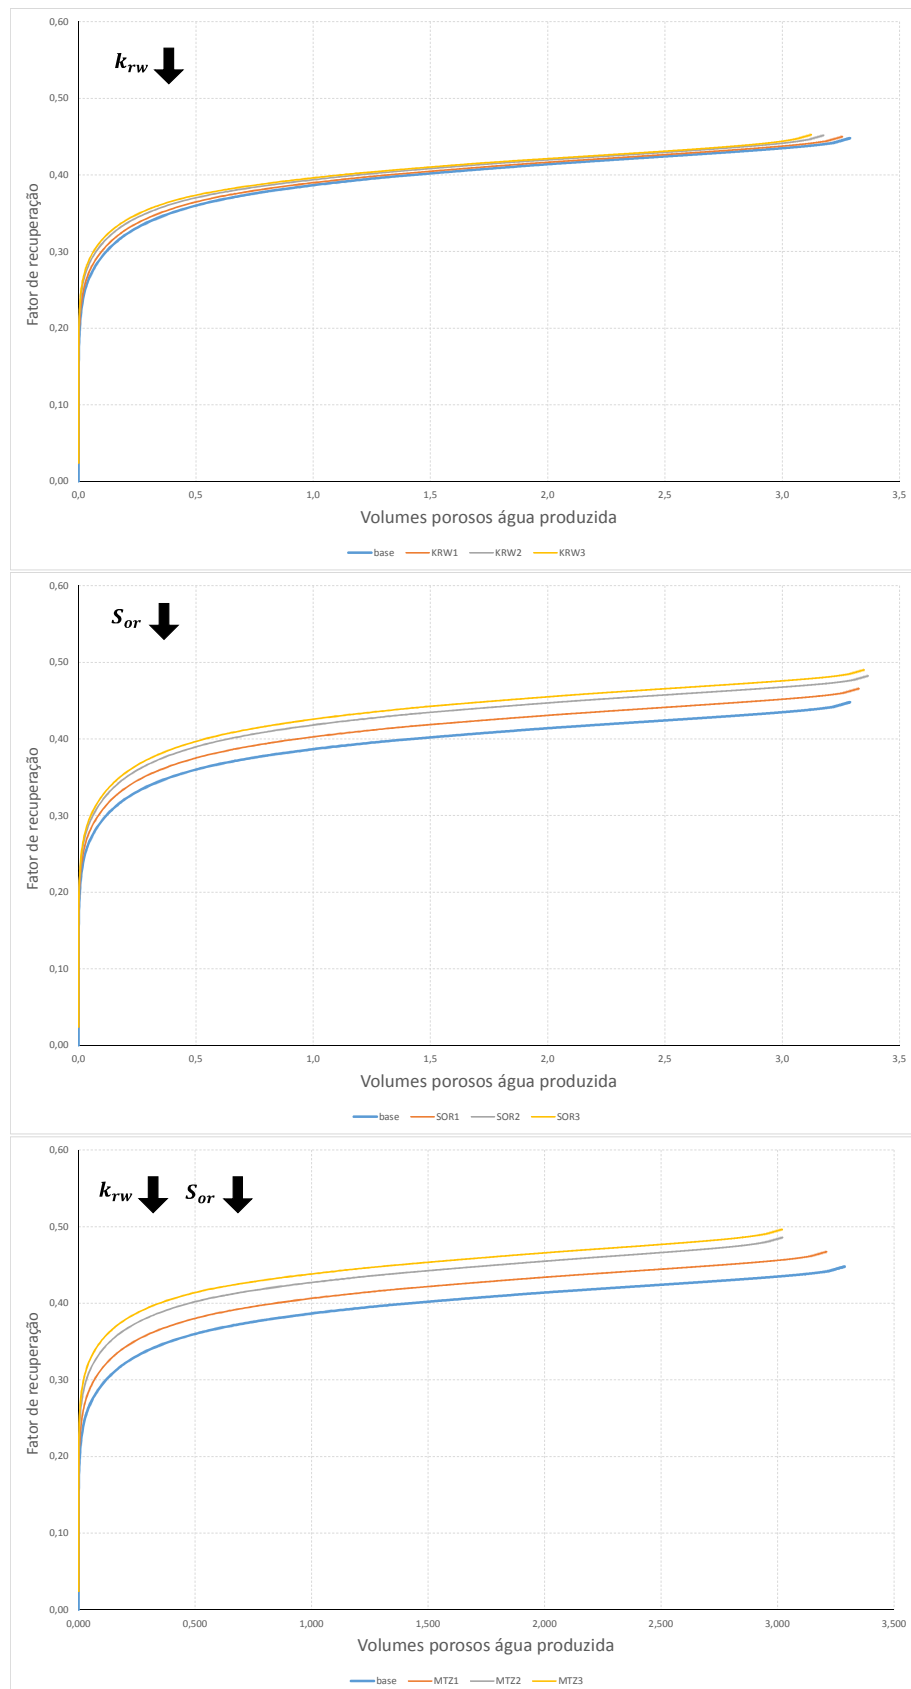 0,60
k_rw
0,50
0,40
0,30
0,20
0,10
0,00
Fator de recuperação
0,0 0,5 1,0 1,5 2,0 2,5 3,0 3,5
Volumes porosos água produzida
base KRW1 KRW2 KRW3
0,60
S_or
0,50
0,40
0,30
0,20
0,10
0,00
Fator de recuperação
0,0 0,5 1,0 1,5 2,0 2,5 3,0 3,5
Volumes porosos água produzida
base SOR1 SOR2 SOR3
0,60
k_rw S_or
0,50
0,40
0,30
0,20
0,10
0,00
Fator de recuperação
0,000 0,500 1,000 1,500 2,000 2,500 3,000 3,500
Volumes porosos água produzida
base MTZ1 MTZ2 MTZ3